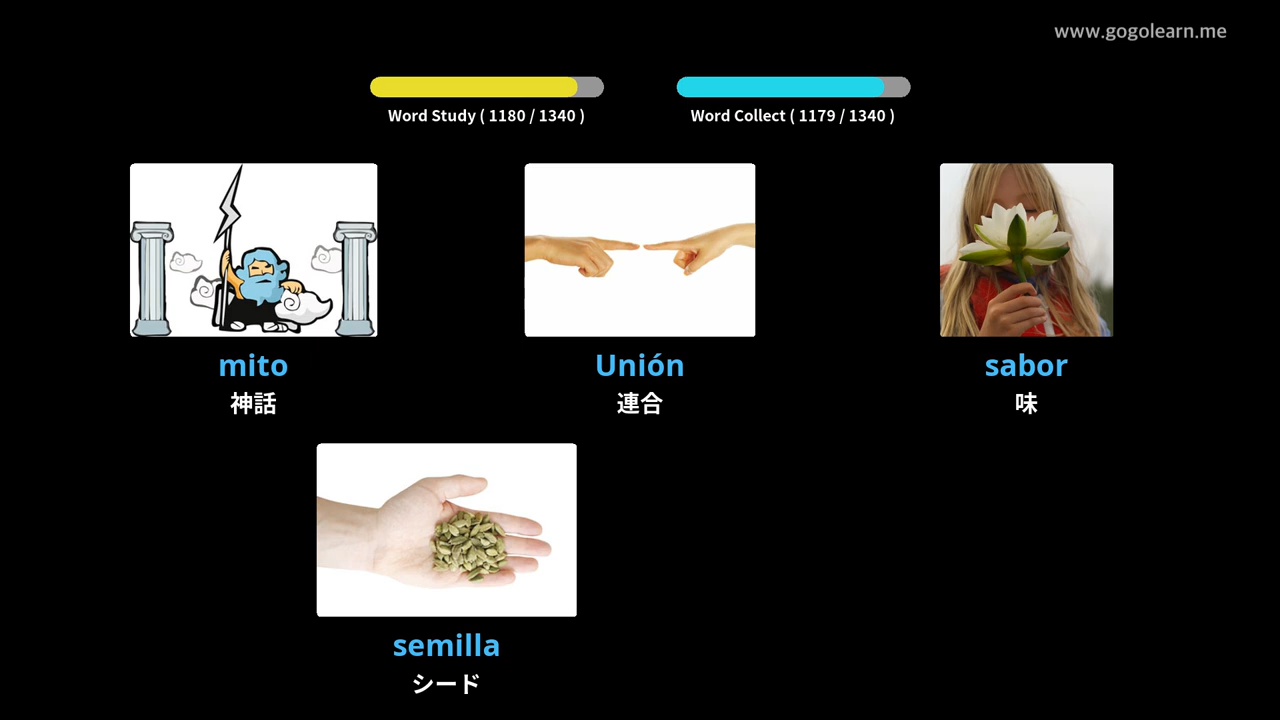 www.gogolearn.me
Word Study ( 1180 / 1340 )
Word Collect ( 1179 / 1340 )
mito
神話
Unión
連合
sabor
味
semilla
シード